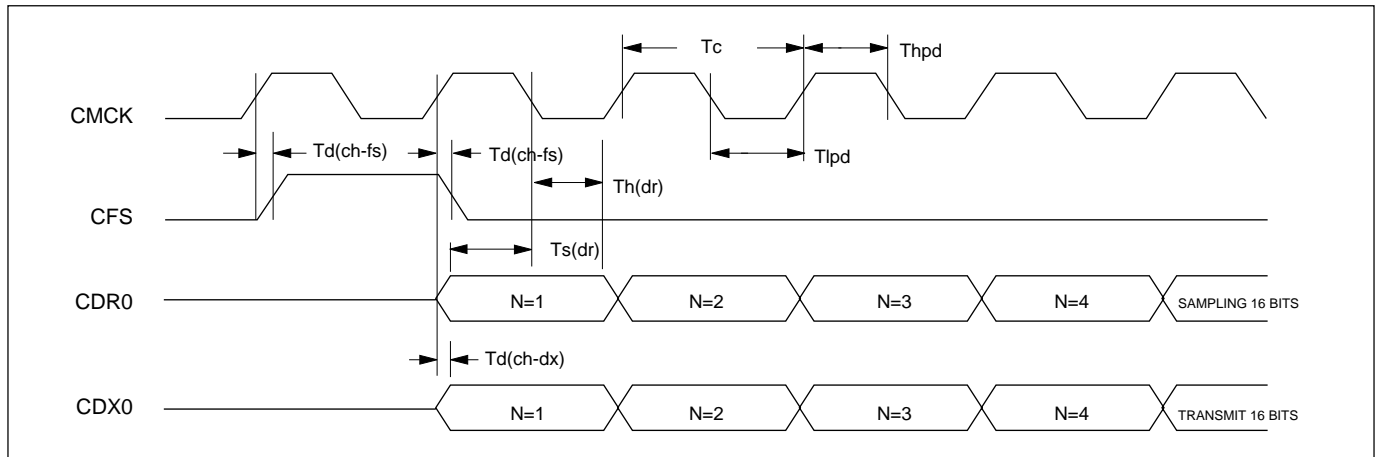 Tc
Thpd
CMCK
Td(ch-fs)
Td(ch-fs)
Tlpd
Th(dr)
CFS
Ts(dr)
CDR0
N=1
N=2
N=3
N=4
SAMPLING 16 BITS
Td(ch-dx)
CDX0
N=1
N=2
N=3
N=4
TRANSMIT 16 BITS